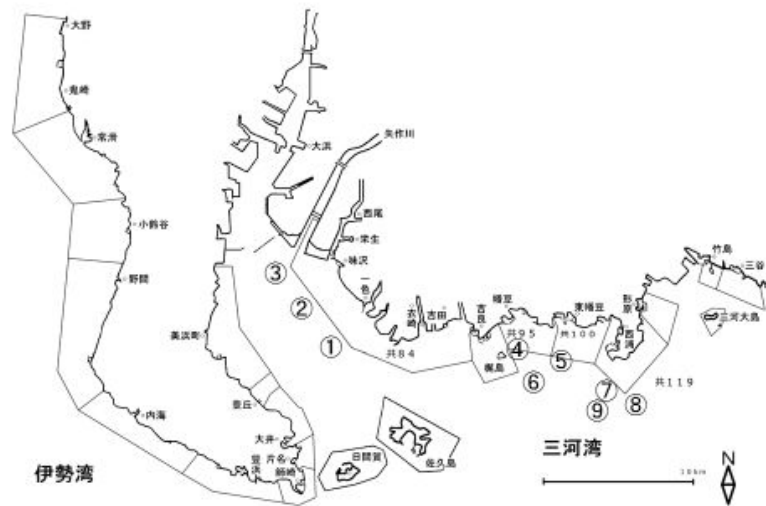 大野
鬼崎
常滑
小鈴谷
野間
美浜町
豊丘
内海
大井
片名
豊浜
師崎
伊勢湾
日間賀
佐久島
大浜
矢作川
西尾
栄生
味沢
一色
衣崎
吉田
吉良
幡豆
東幡豆
形原
西浦
竹島
三谷
三河大島
梶島
共84
共95
共100
共119
①
②
③
④
⑤
⑥
⑦
⑧
⑨
三河湾
10km
N